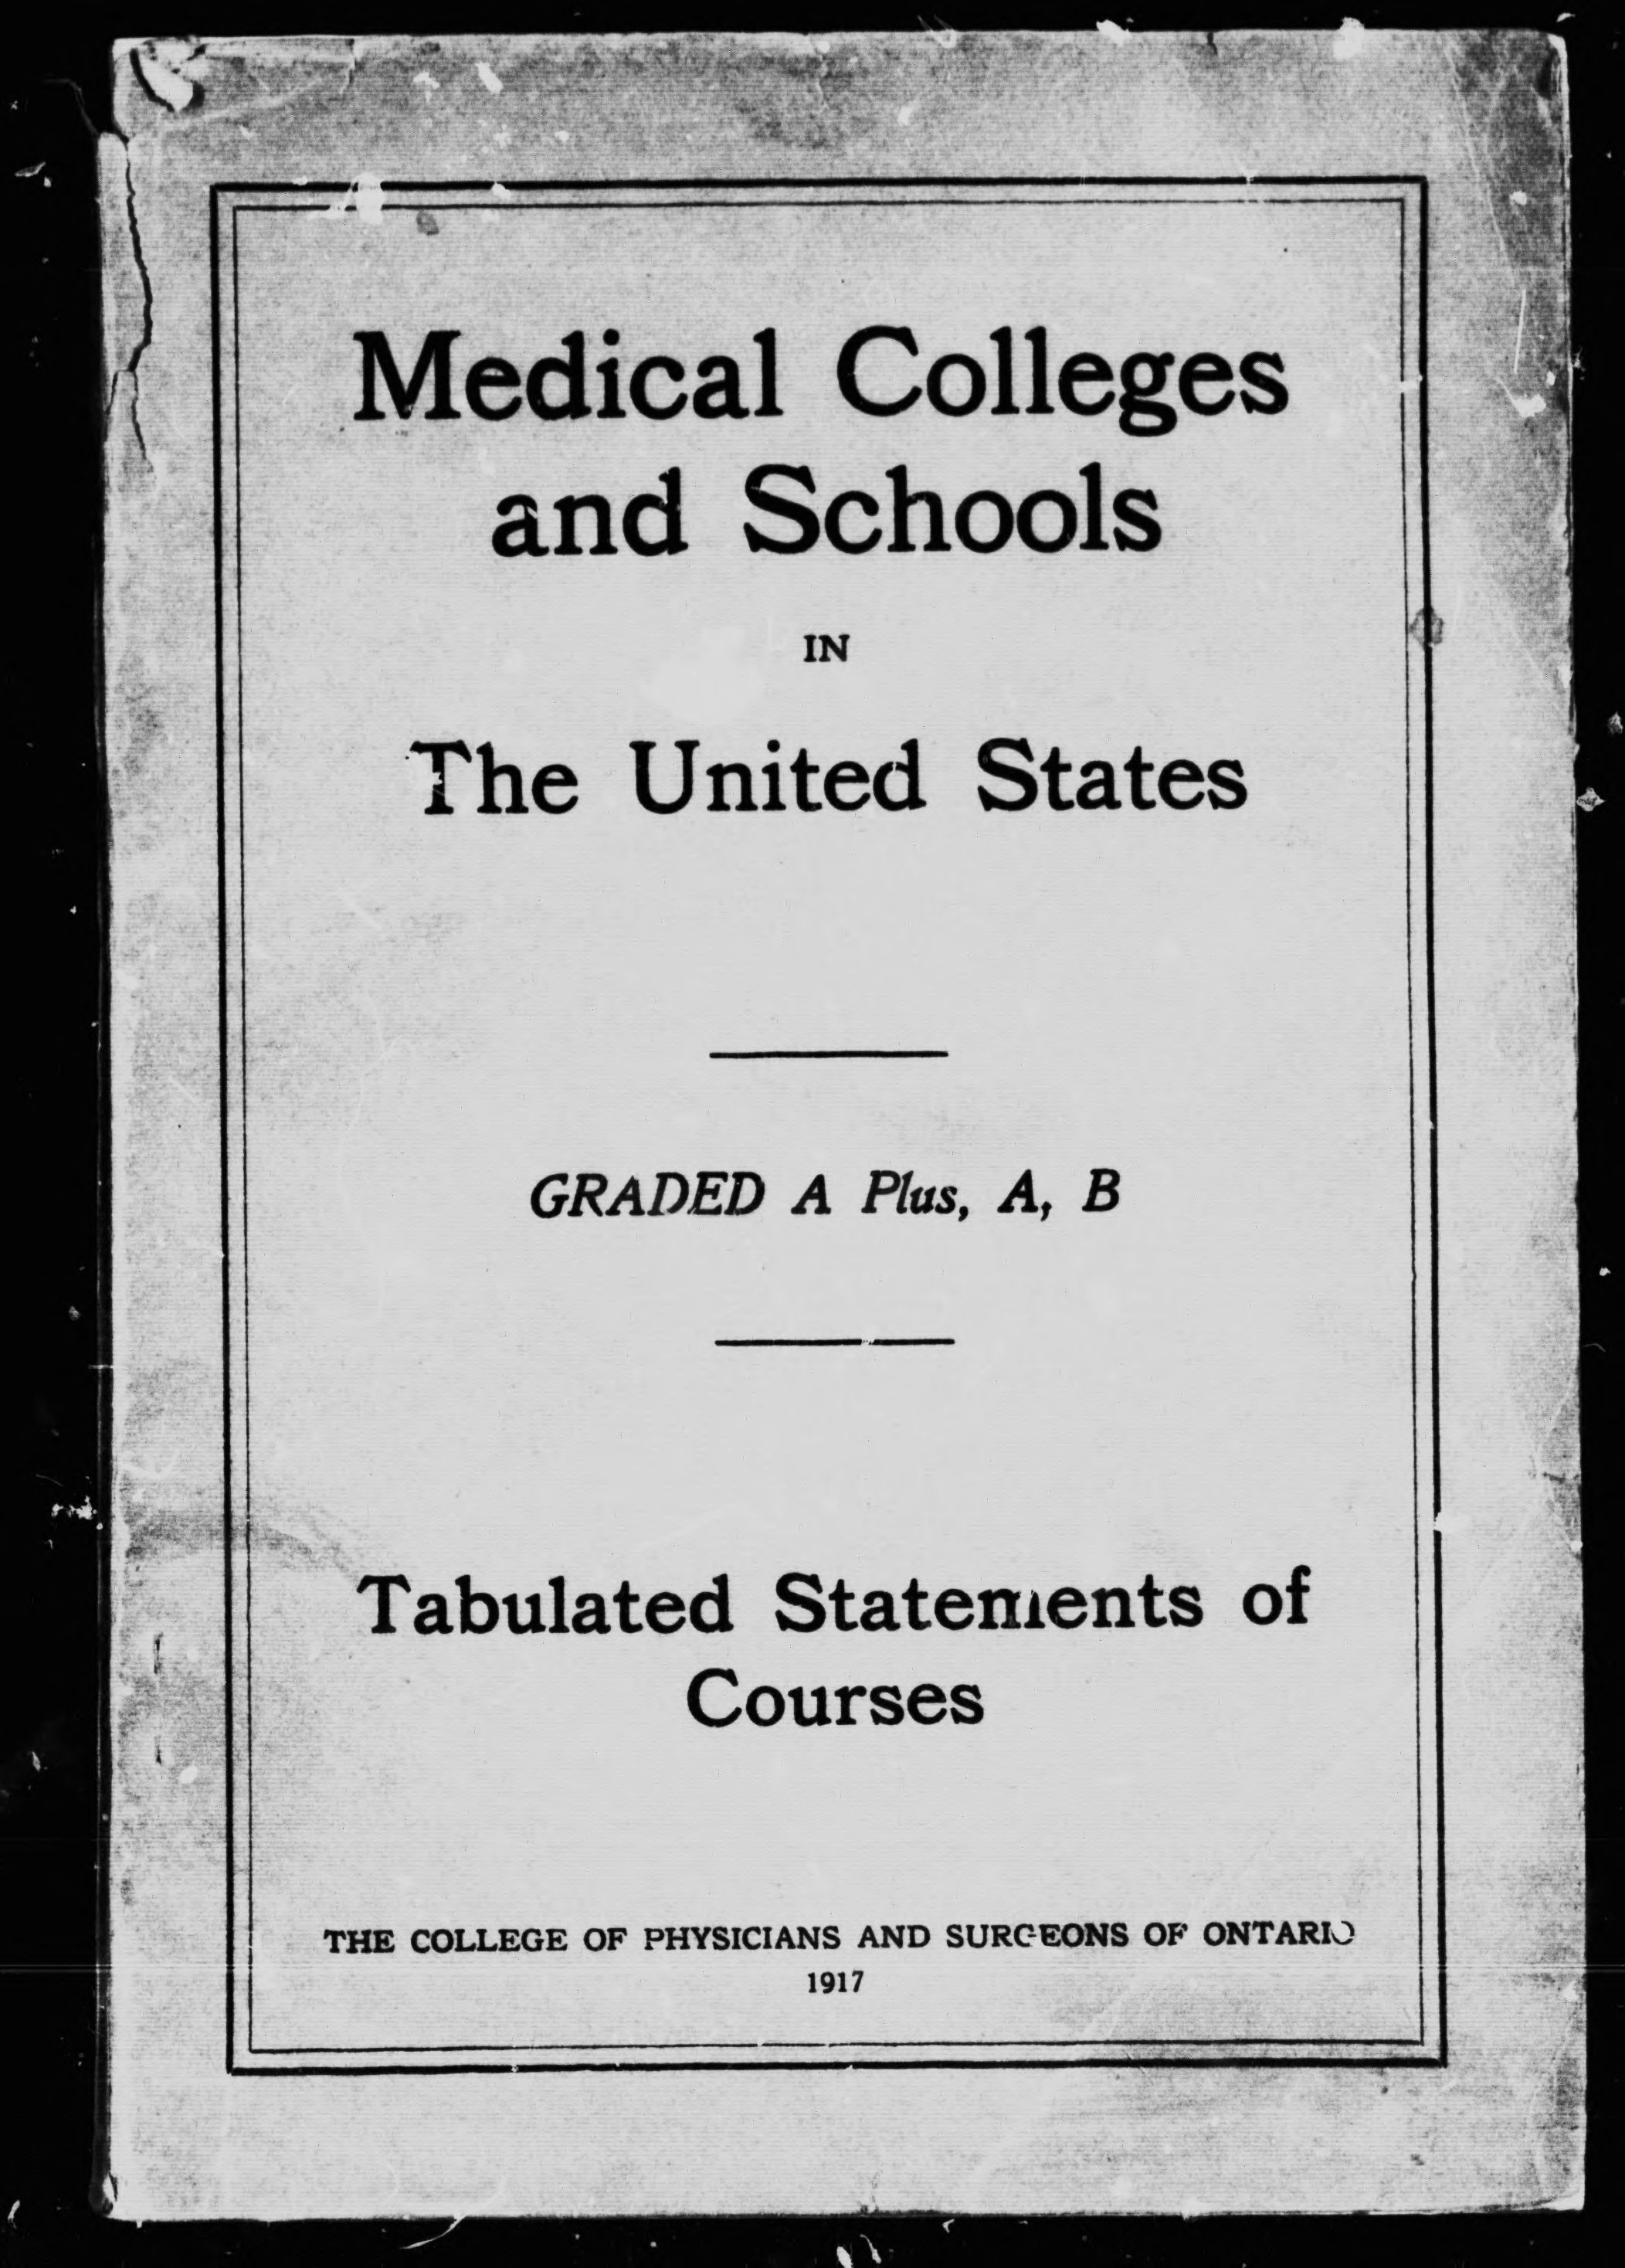 Medical Colleges
and Schools
IN
The United States
GRADED A Plus, A, B
Tabulated Statements of
Courses
THE COLLEGE OF PHYSICIANS AND SURGEONS OF ONTARIO
1917